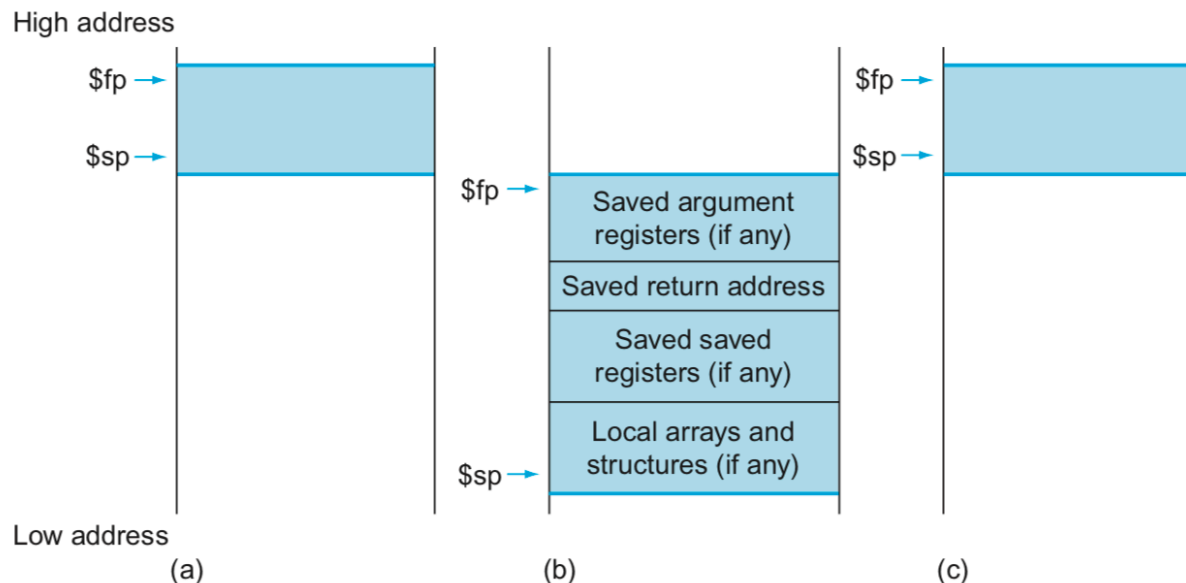 High address
$fp
$sp
$fp
Saved argument
registers (if any)
Saved return address
Saved saved
registers (if any)
Local arrays and
structures (if any)
$sp
$fp
$sp
Low address
(a)
(b)
(c)